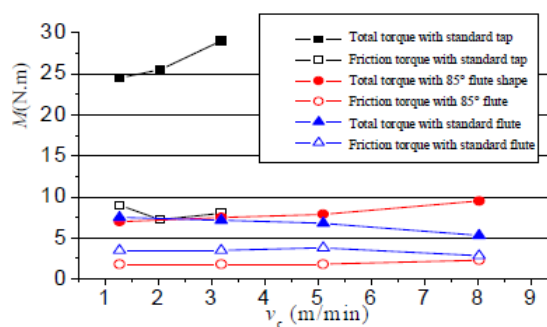 M(N.m)
30
25
20
15
10
5
0
1 2 3 4 5 6 7 8 9
v_c (m/min)
Total torque with standard tap
Friction torque with standard tap
Total torque with 85° flute shape
Friction torque with 85° flute
Total torque with standard flute
Friction torque with standard flute